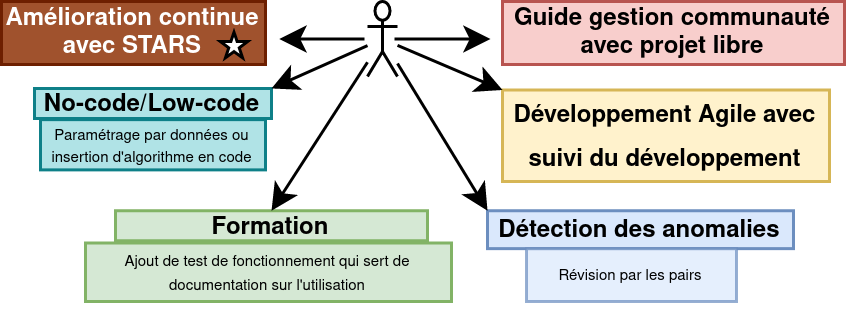 Amélioration continue
avec STARS
Guide gestion communauté
avec projet libre
No-code/Low-code
Paramétrage par données ou
insertion d'algorithme en code
Développement Agile avec
suivi du développement
Formation
Ajout de test de fonctionnement qui sert de
documentation sur l'utilisation
Détection des anomalies
Révision par les pairs